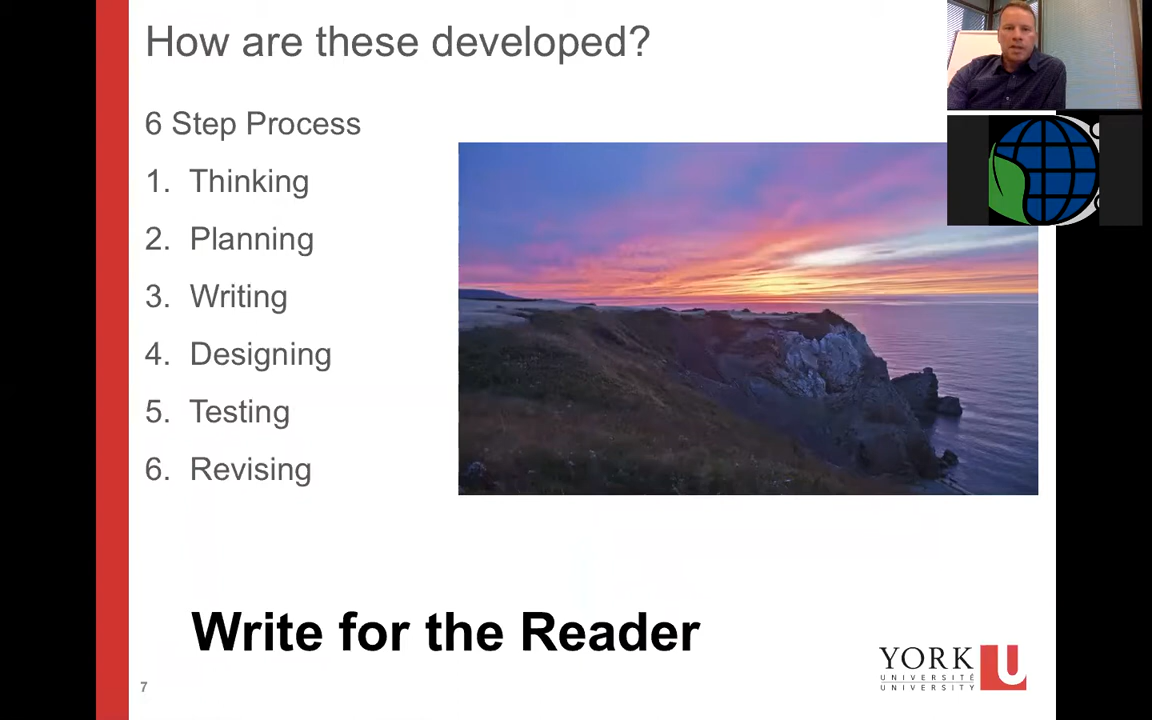 How are these developed?
6 Step Process
1. Thinking
2. Planning
3. Writing
4. Designing
5. Testing
6. Revising
Write for the Reader
YORK U
UNIVERSITÉ
UNIVERSITY
7